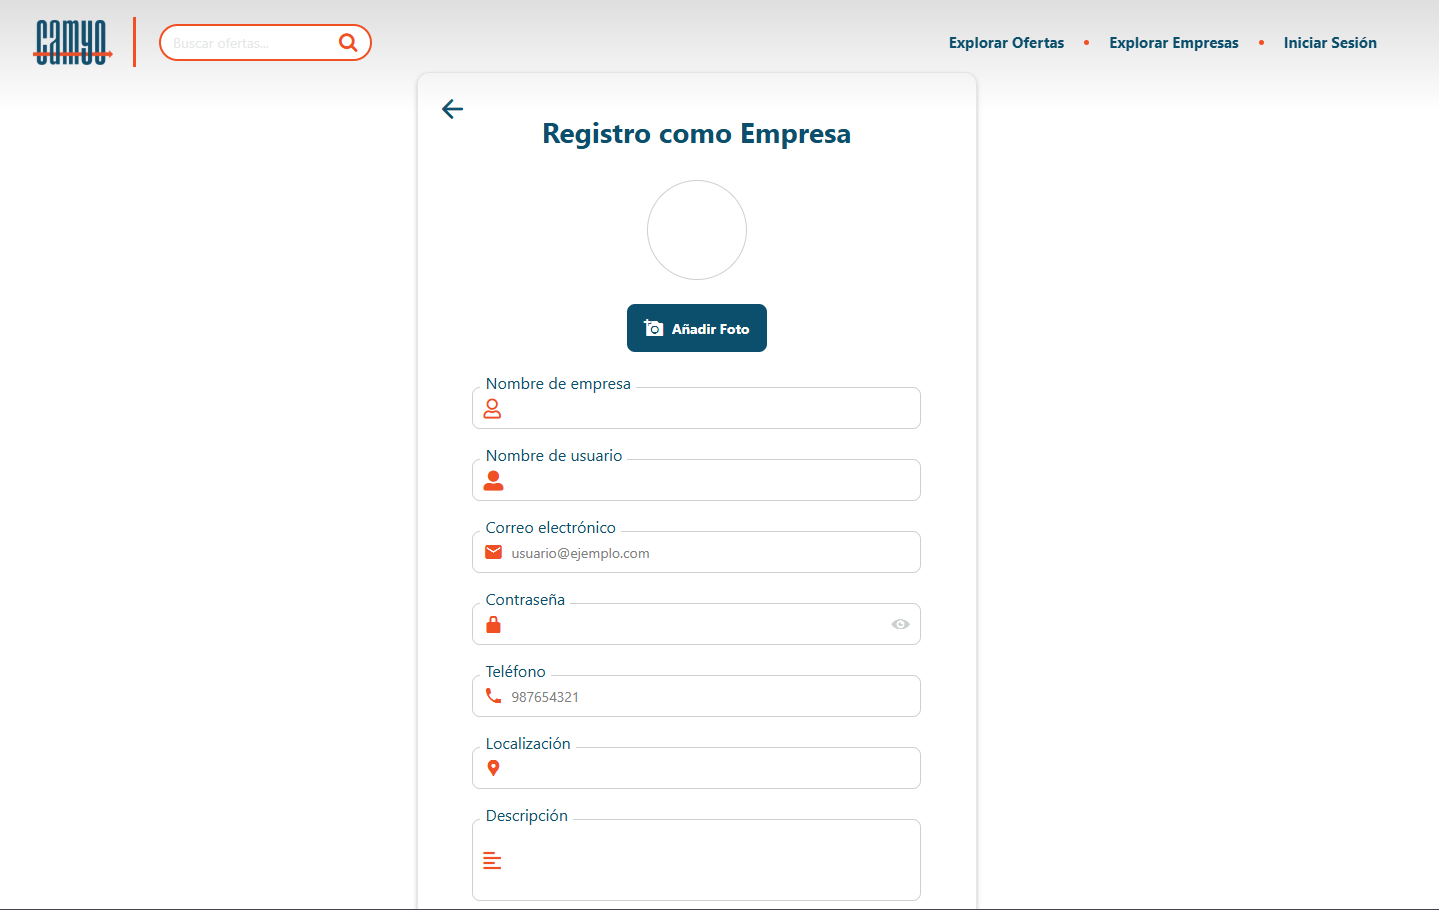 camyo
Buscar ofertas...
Explorar Ofertas • Explorar Empresas • Iniciar Sesión
Registro como Empresa
Añadir Foto
Nombre de empresa
Nombre de usuario
Correo electrónico
usuario@ejemplo.com
Contraseña
Teléfono
987654321
Localización
Descripción